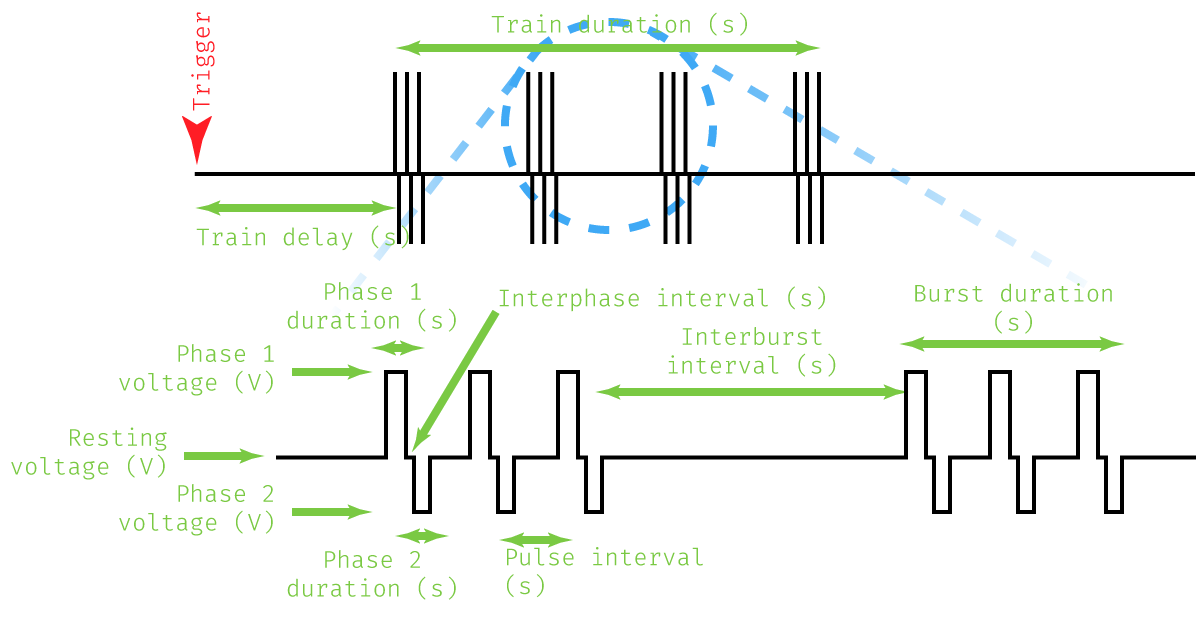 Train duration (s)
Trigger
Train delay (s)
Phase 1
duration (s)
Interphase interval (s)
Burst duration
(s)
Interburst
interval (s)
Phase 1
voltage (V)
Resting
voltage (V)
Phase 2
voltage (V)
Phase 2
duration (s)
Pulse interval
(s)